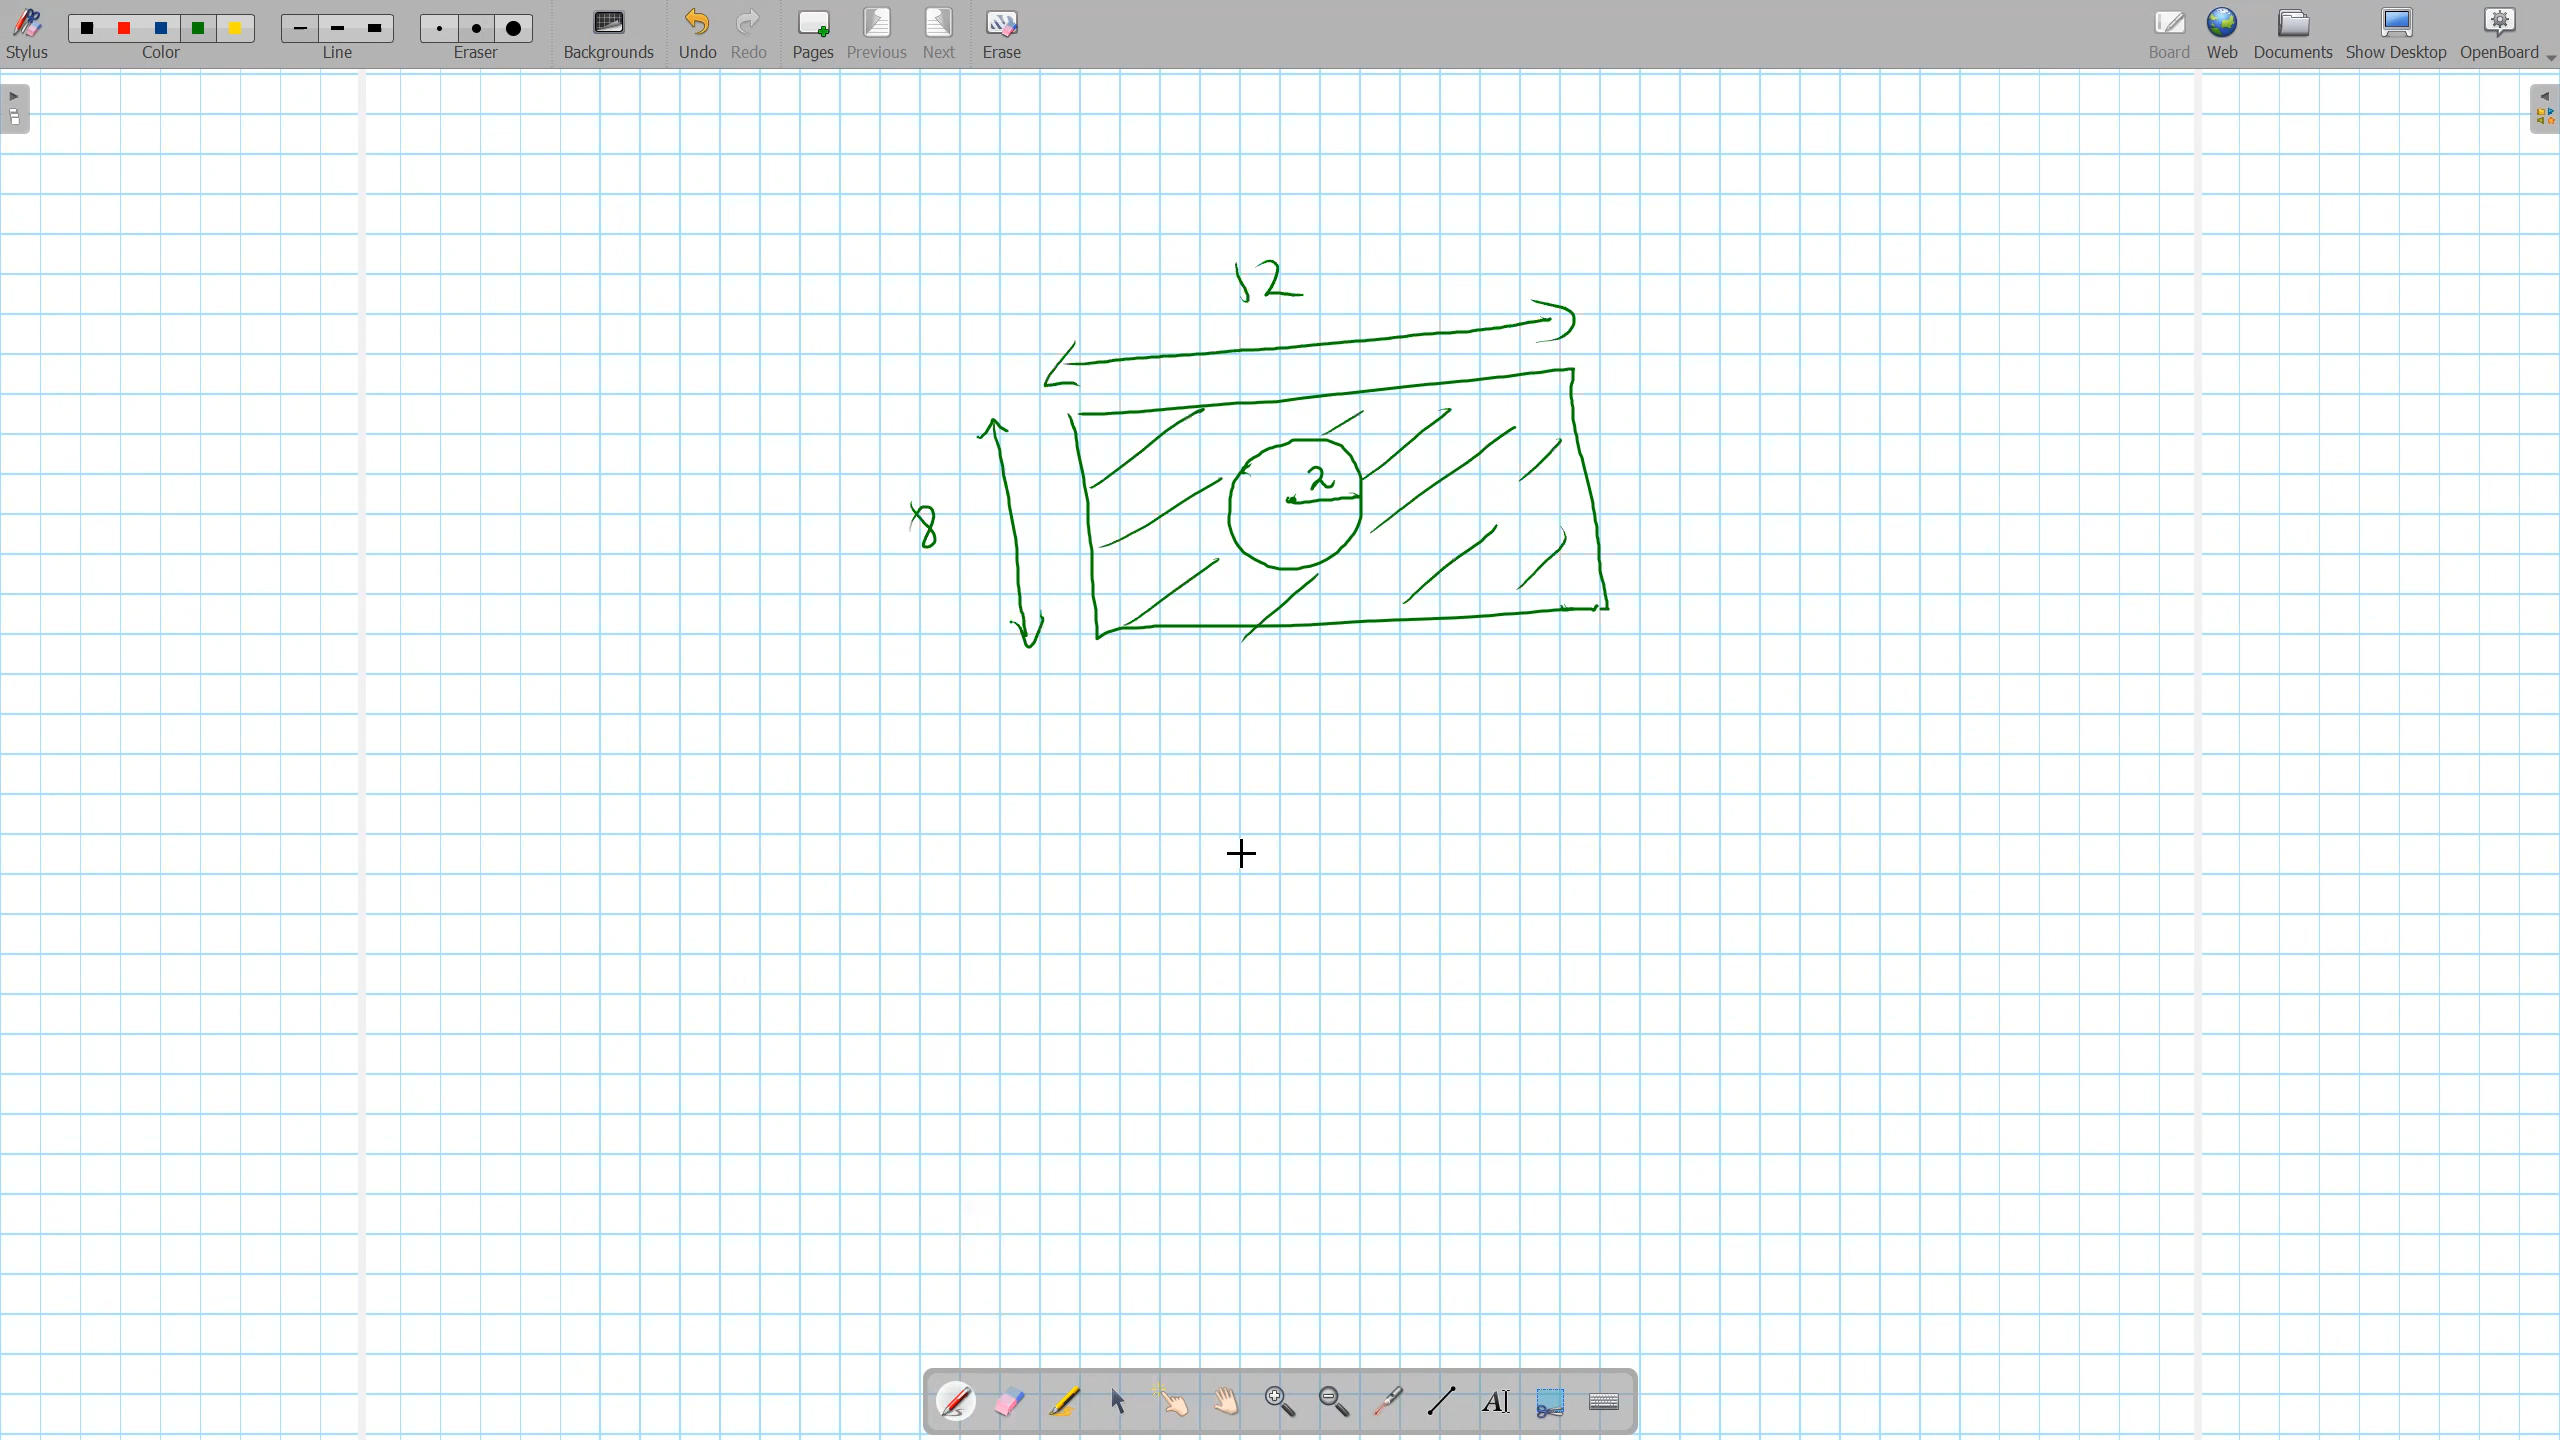 Stylus Color Line Eraser Backgrounds Undo Redo Pages Previous Next Erase Board Web Documents Show Desktop OpenBoard
12
2
8
AI